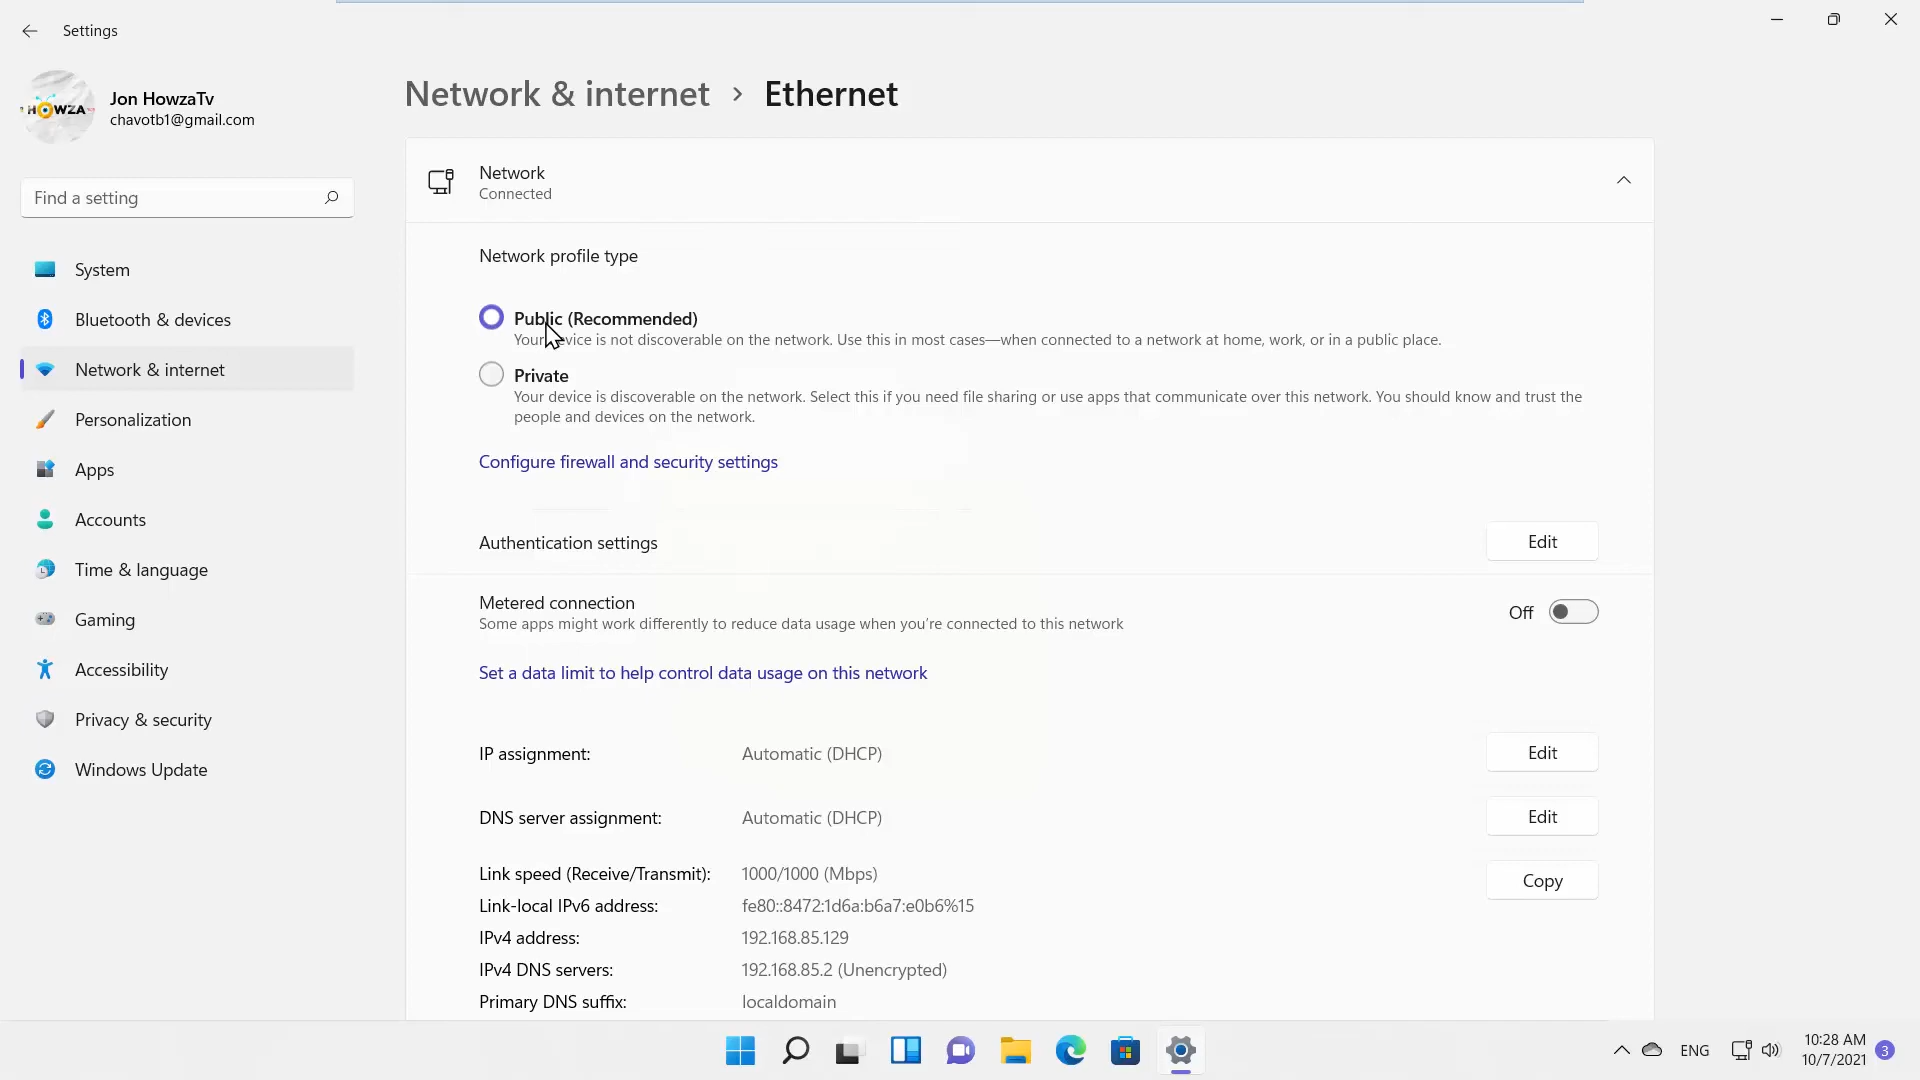 Settings
HOWZA
Jon HowzaTv
chavotb1@gmail.com
Find a setting
System
Bluetooth & devices
Network & internet
Personalization
Apps
Accounts
Time & language
Gaming
Accessibility
Privacy & security
Windows Update
Network & internet > Ethernet
Network
Connected
Network profile type
Public (Recommended)
Your device is not discoverable on the network. Use this in most cases—when connected to a network at home, work, or in a public place.
Private
Your device is discoverable on the network. Select this if you need file sharing or use apps that communicate over this network. You should know and trust the
people and devices on the network.
Configure firewall and security settings
Authentication settings Edit
Metered connection
Some apps might work differently to reduce data usage when you're connected to this network
Off
Set a data limit to help control data usage on this network
IP assignment: Automatic (DHCP) Edit
DNS server assignment: Automatic (DHCP) Edit
Link speed (Receive/Transmit): 1000/1000 (Mbps) Copy
Link-local IPv6 address: fe80::8472:1d6a:b6a7:e0b6%15
IPv4 address: 192.168.85.129
IPv4 DNS servers: 192.168.85.2 (Unencrypted)
Primary DNS suffix: localdomain
ENG
10:28 AM
10/7/2021
3